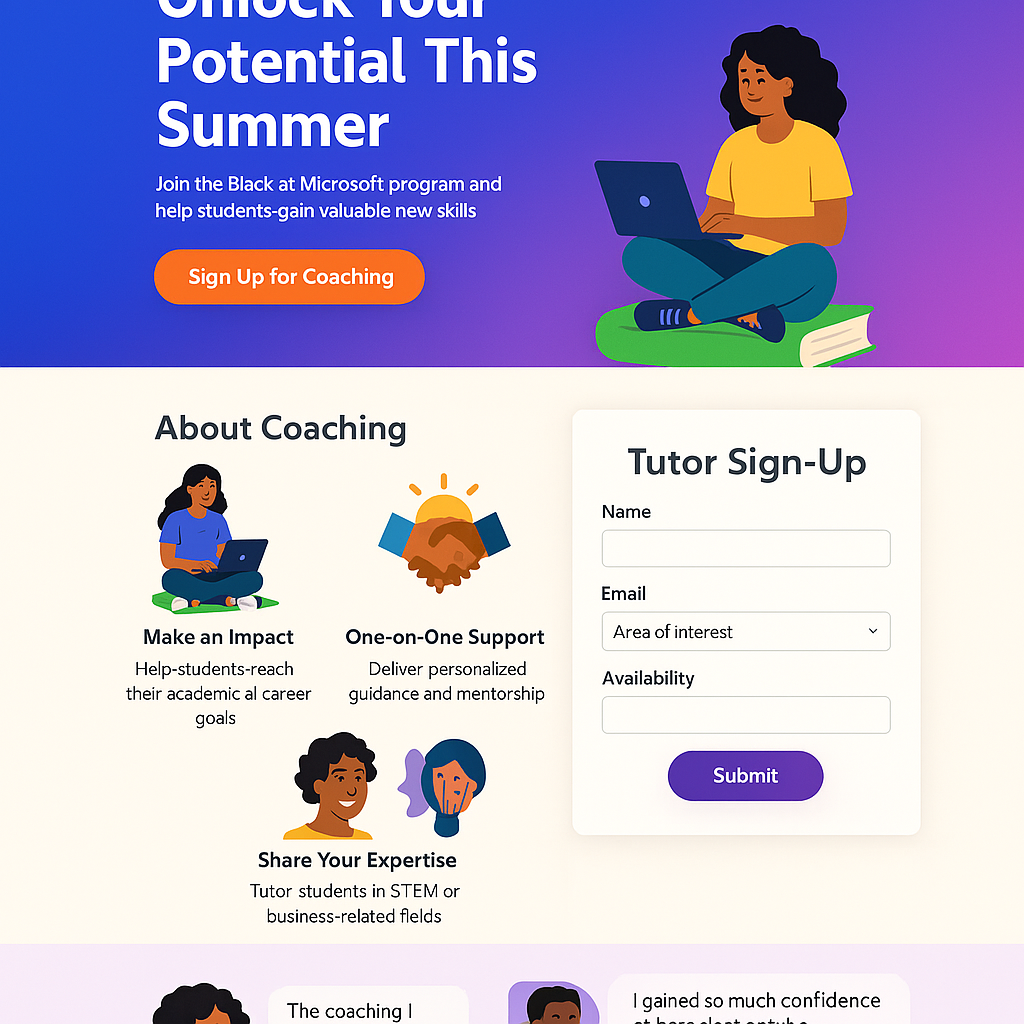 Unlock Your
Potential This
Summer
Join the Black at Microsoft program and
help students-gain valuable new skills
Sign Up for Coaching
About Coaching
Make an Impact
Help-students-reach
their academic al career
goals
One-on-One Support
Deliver personalized
guidance and mentorship
Share Your Expertise
Tutor students in STEM or
business-related fields
Tutor Sign-Up
Name
Email
Area of interest
Availability
Submit
The coaching I
I gained so much confidence